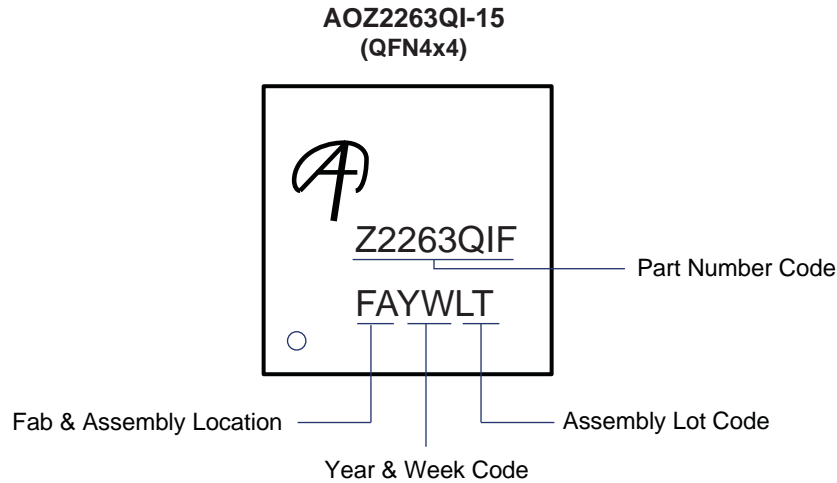 AOZ2263QI-15
(QFN4x4)
Z2263QIF
Part Number Code
FAYWLT
Fab & Assembly Location
Assembly Lot Code
Year & Week Code